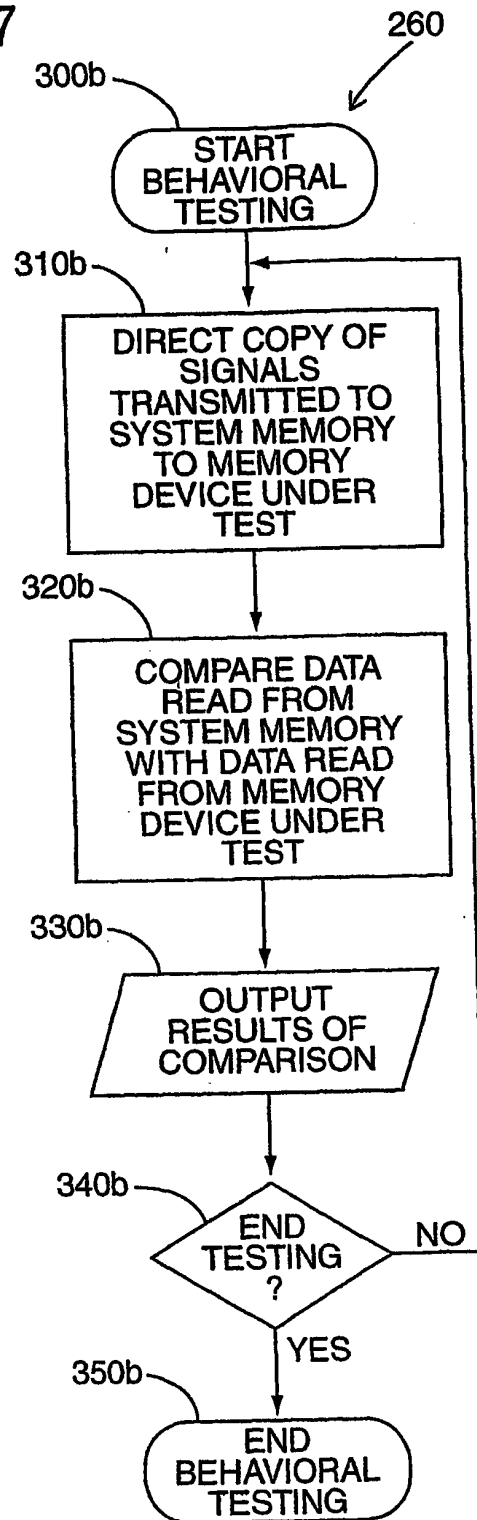 7
260
300b
START
BEHAVIORAL
TESTING
310b
DIRECT COPY OF
SIGNALS
TRANSMITTED TO
SYSTEM MEMORY
TO MEMORY
DEVICE UNDER
TEST
320b
COMPARE DATA
READ FROM
SYSTEM MEMORY
WITH DATA READ
FROM MEMORY
DEVICE UNDER
TEST
330b
OUTPUT
RESULTS OF
COMPARISON
340b
END
TESTING
?
NO
YES
350b
END
BEHAVIORAL
TESTING